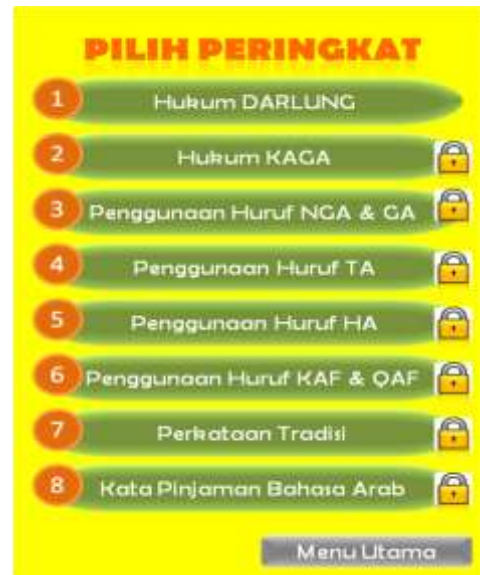 PILIH PERINGKAT
1 Hukum DARLUNG
2 Hukum KAGA
3 Penggunaan Huruf NGA & GA
4 Penggunaan Huruf TA
5 Penggunaan Huruf HA
6 Penggunaan Huruf KAF & QAF
7 Perkataan Tradisi
8 Kata Pinjaman Bahasa Arab
Menu Utama